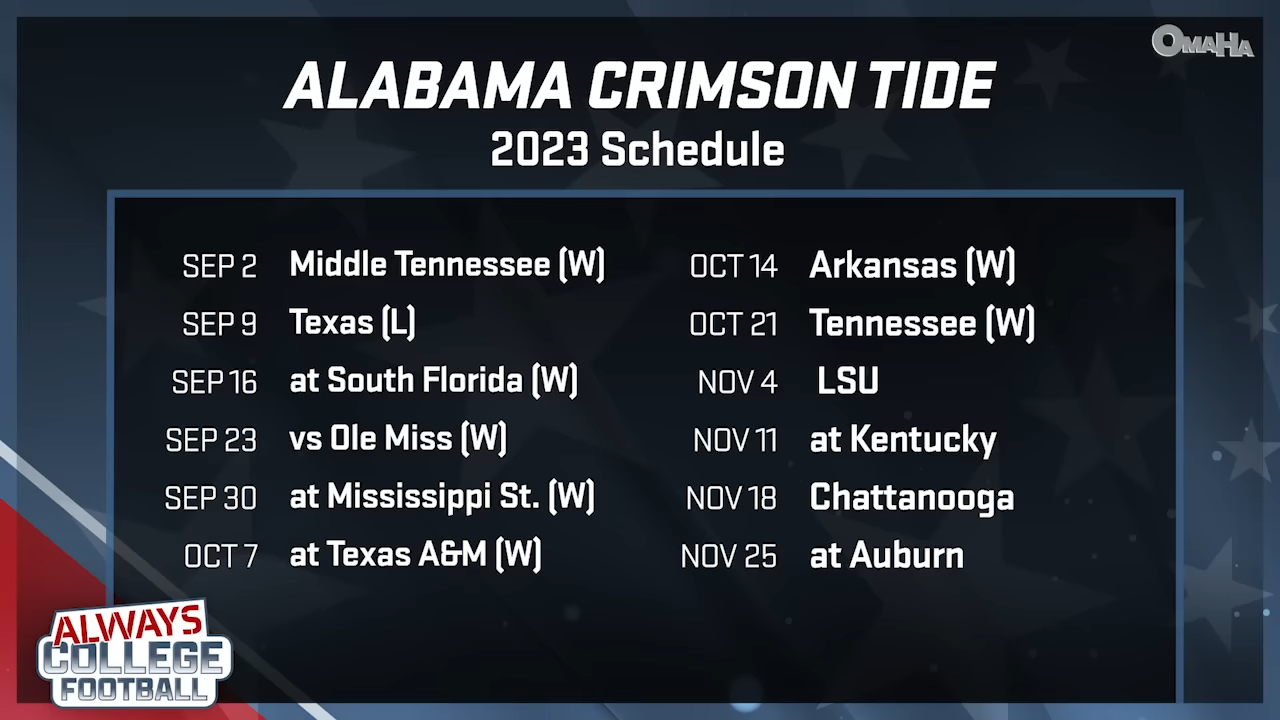 OMAHA
ALABAMA CRIMSON TIDE
2023 Schedule
SEP 2 Middle Tennessee (W)
SEP 9 Texas (L)
SEP 16 at South Florida (W)
SEP 23 vs Ole Miss (W)
SEP 30 at Mississippi St. (W)
OCT 7 at Texas A&M (W)
OCT 14 Arkansas (W)
OCT 21 Tennessee (W)
NOV 4 LSU
NOV 11 at Kentucky
NOV 18 Chattanooga
NOV 25 at Auburn
ALWAYS
COLLEGE
FOOTBALL